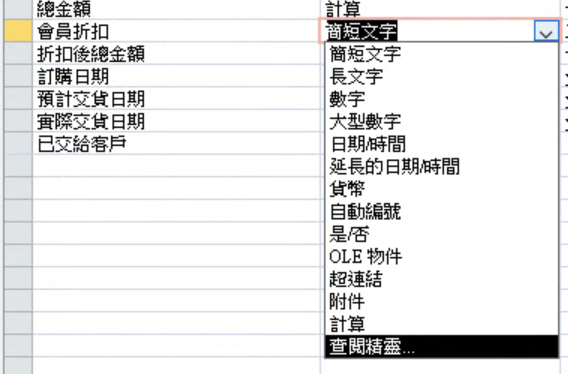 總金額 計算
會員折扣 簡短文字
折扣後總金額 簡短文字
訂購日期 長文字
預計交貨日期 數字
實際交貨日期 大型數字
已交給客戶 日期/時間
延長的日期/時間
貨幣
自動編號
是/否
OLE 物件
超連結
附件
計算
查閱精靈...